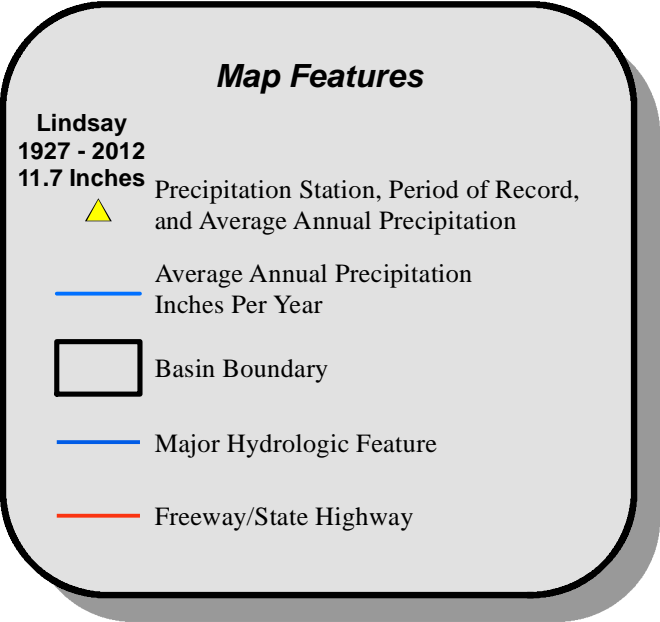 Map Features
Lindsay
1927 - 2012
11.7 Inches
Precipitation Station, Period of Record,
and Average Annual Precipitation
Average Annual Precipitation
Inches Per Year
Basin Boundary
Major Hydrologic Feature
Freeway/State Highway